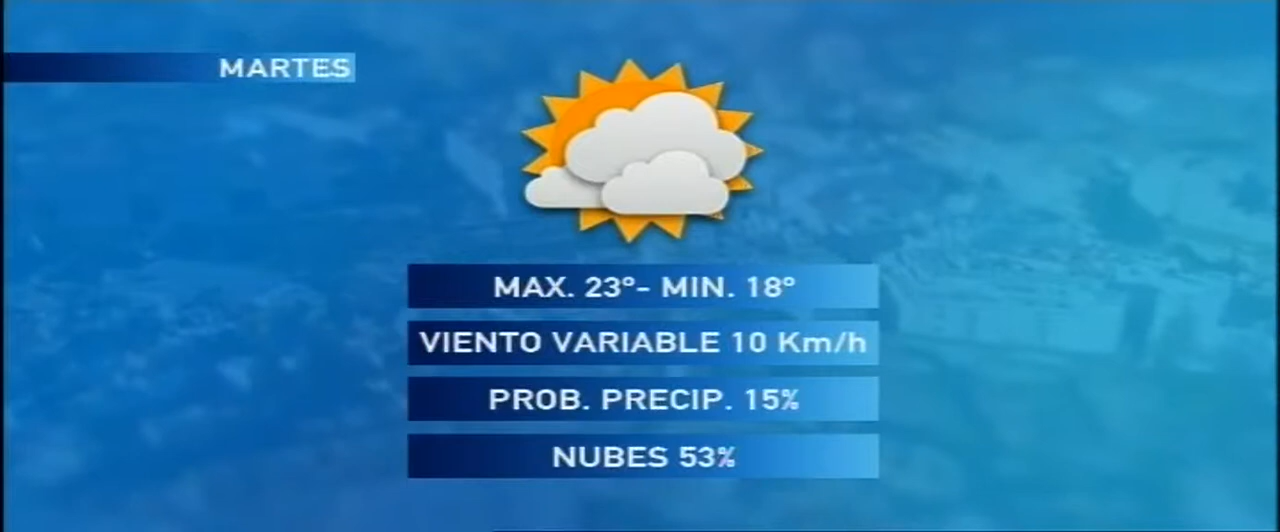 MARTES
MAX. 23°- MIN. 18°
VIENTO VARIABLE 10 Km/h
PROB. PRECIP. 15%
NUBES 53%